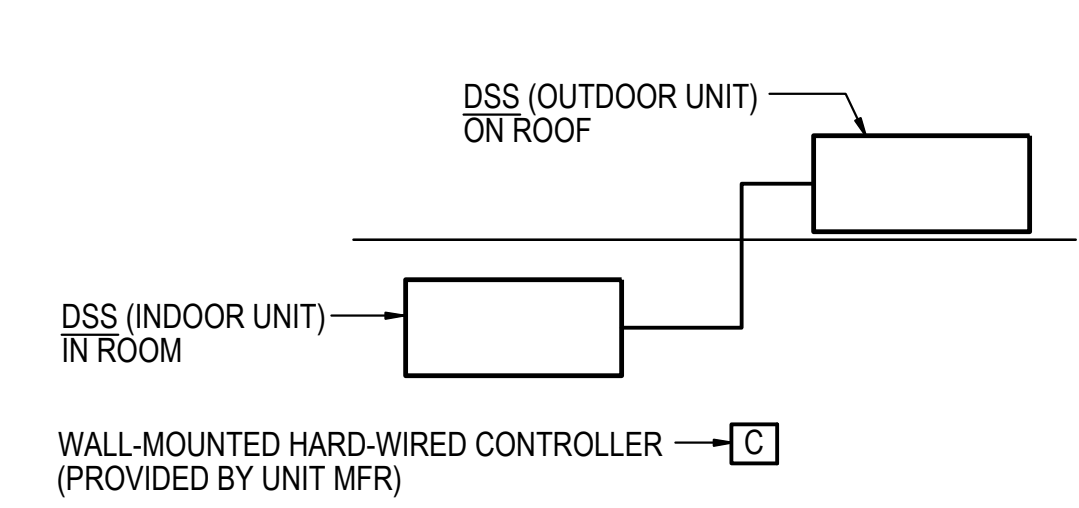 DSS (OUTDOOR UNIT)
ON ROOF
DSS (INDOOR UNIT)
IN ROOM
WALL-MOUNTED HARD-WIRED CONTROLLER
C
(PROVIDED BY UNIT MFR)